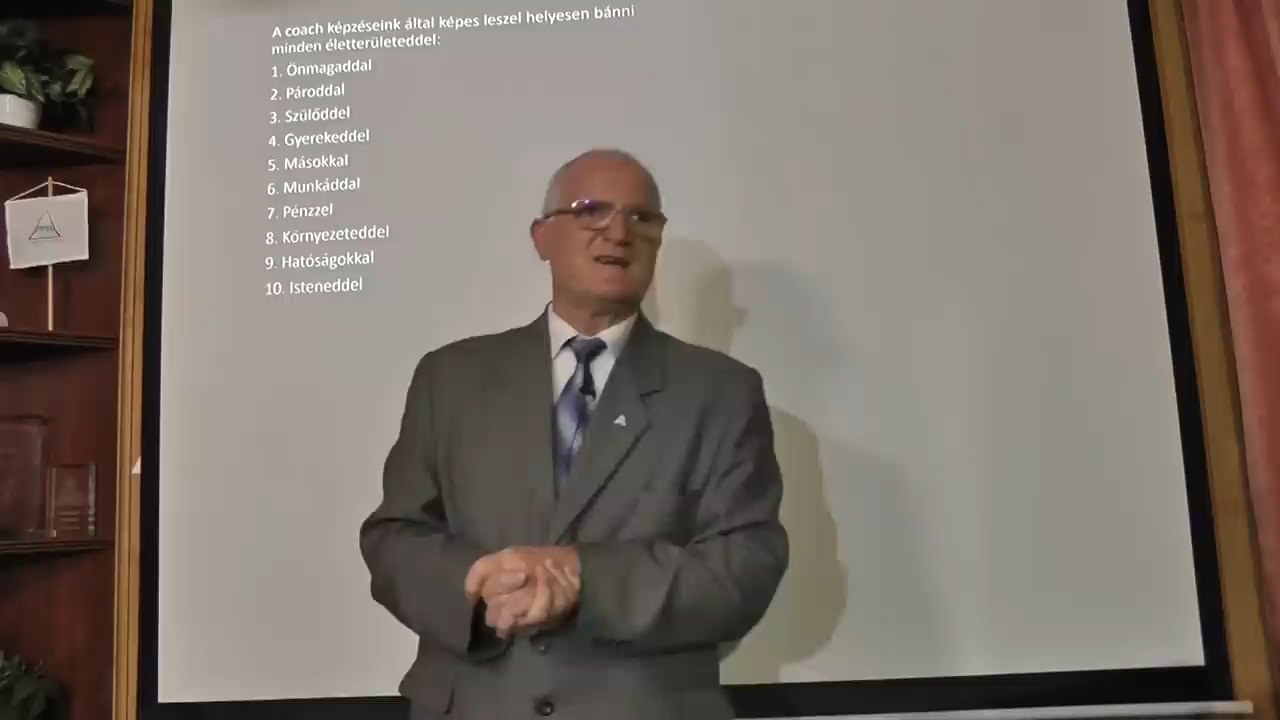 A coach képzéseink által képes leszel helyesen bánni
minden életterületeddel:
1. Önmagaddal
2. Pároddal
3. Szülőddel
4. Gyerekeddel
5. Másokkal
6. Munkáddal
7. Pénzzel
8. Környezeteddel
9. Hatóságokkal
10. Isteneddel